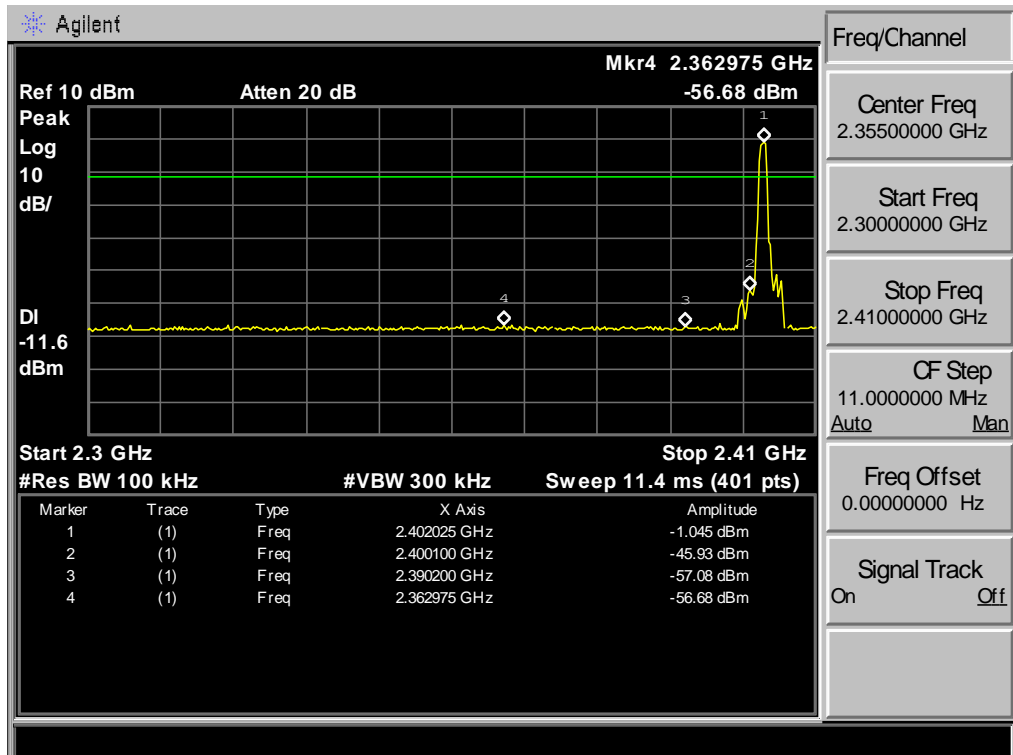 Agilent
Freq/Channel
Mkr4 2.362975 GHz
Ref 10 dBm Atten 20 dB -56.68 dBm
Peak
Log
10
dB/
DI
-11.6
dBm
1
2
3
4
Start 2.3 GHz Stop 2.41 GHz
#Res BW 100 kHz #VBW 300 kHz Sweep 11.4 ms (401 pts)
Marker Trace Type X Axis Amplitude
1 (1) Freq 2.402025 GHz -1.045 dBm
2 (1) Freq 2.400100 GHz -45.93 dBm
3 (1) Freq 2.390200 GHz -57.08 dBm
4 (1) Freq 2.362975 GHz -56.68 dBm
Center Freq
2.35500000 GHz
Start Freq
2.30000000 GHz
Stop Freq
2.41000000 GHz
CF Step
11.0000000 MHz
Auto Man
Freq Offset
0.00000000 Hz
Signal Track
On Off